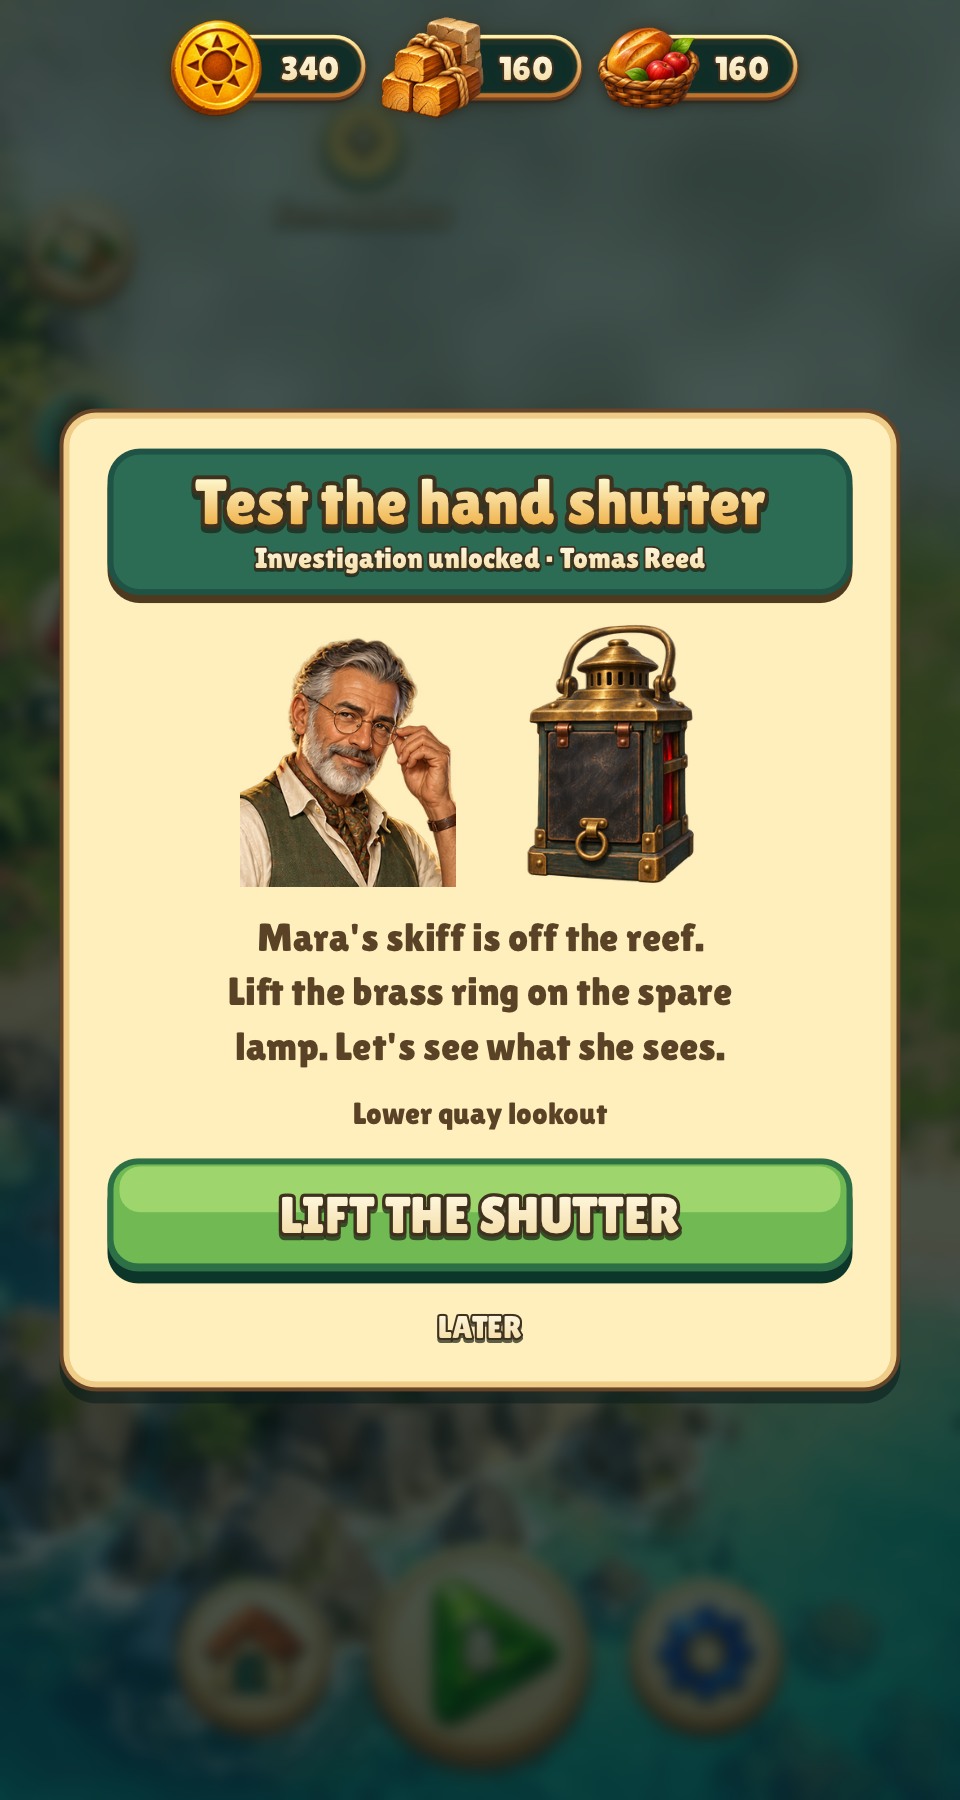 340
160
160
Test the hand shutter
Investigation unlocked · Tomas Reed
Mara's skiff is off the reef.
Lift the brass ring on the spare
lamp. Let's see what she sees.
Lower quay lookout
LIFT THE SHUTTER
LATER